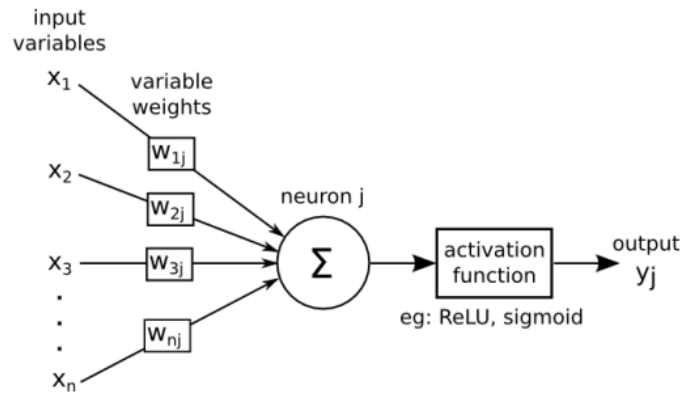 input
variables
x₁
variable
weights
w₁ⱼ
x₂
w₂ⱼ
neuron j
x₃
w₃ⱼ
Σ
activation
function
output
yⱼ
eg: ReLU, sigmoid
wₙⱼ
xₙ